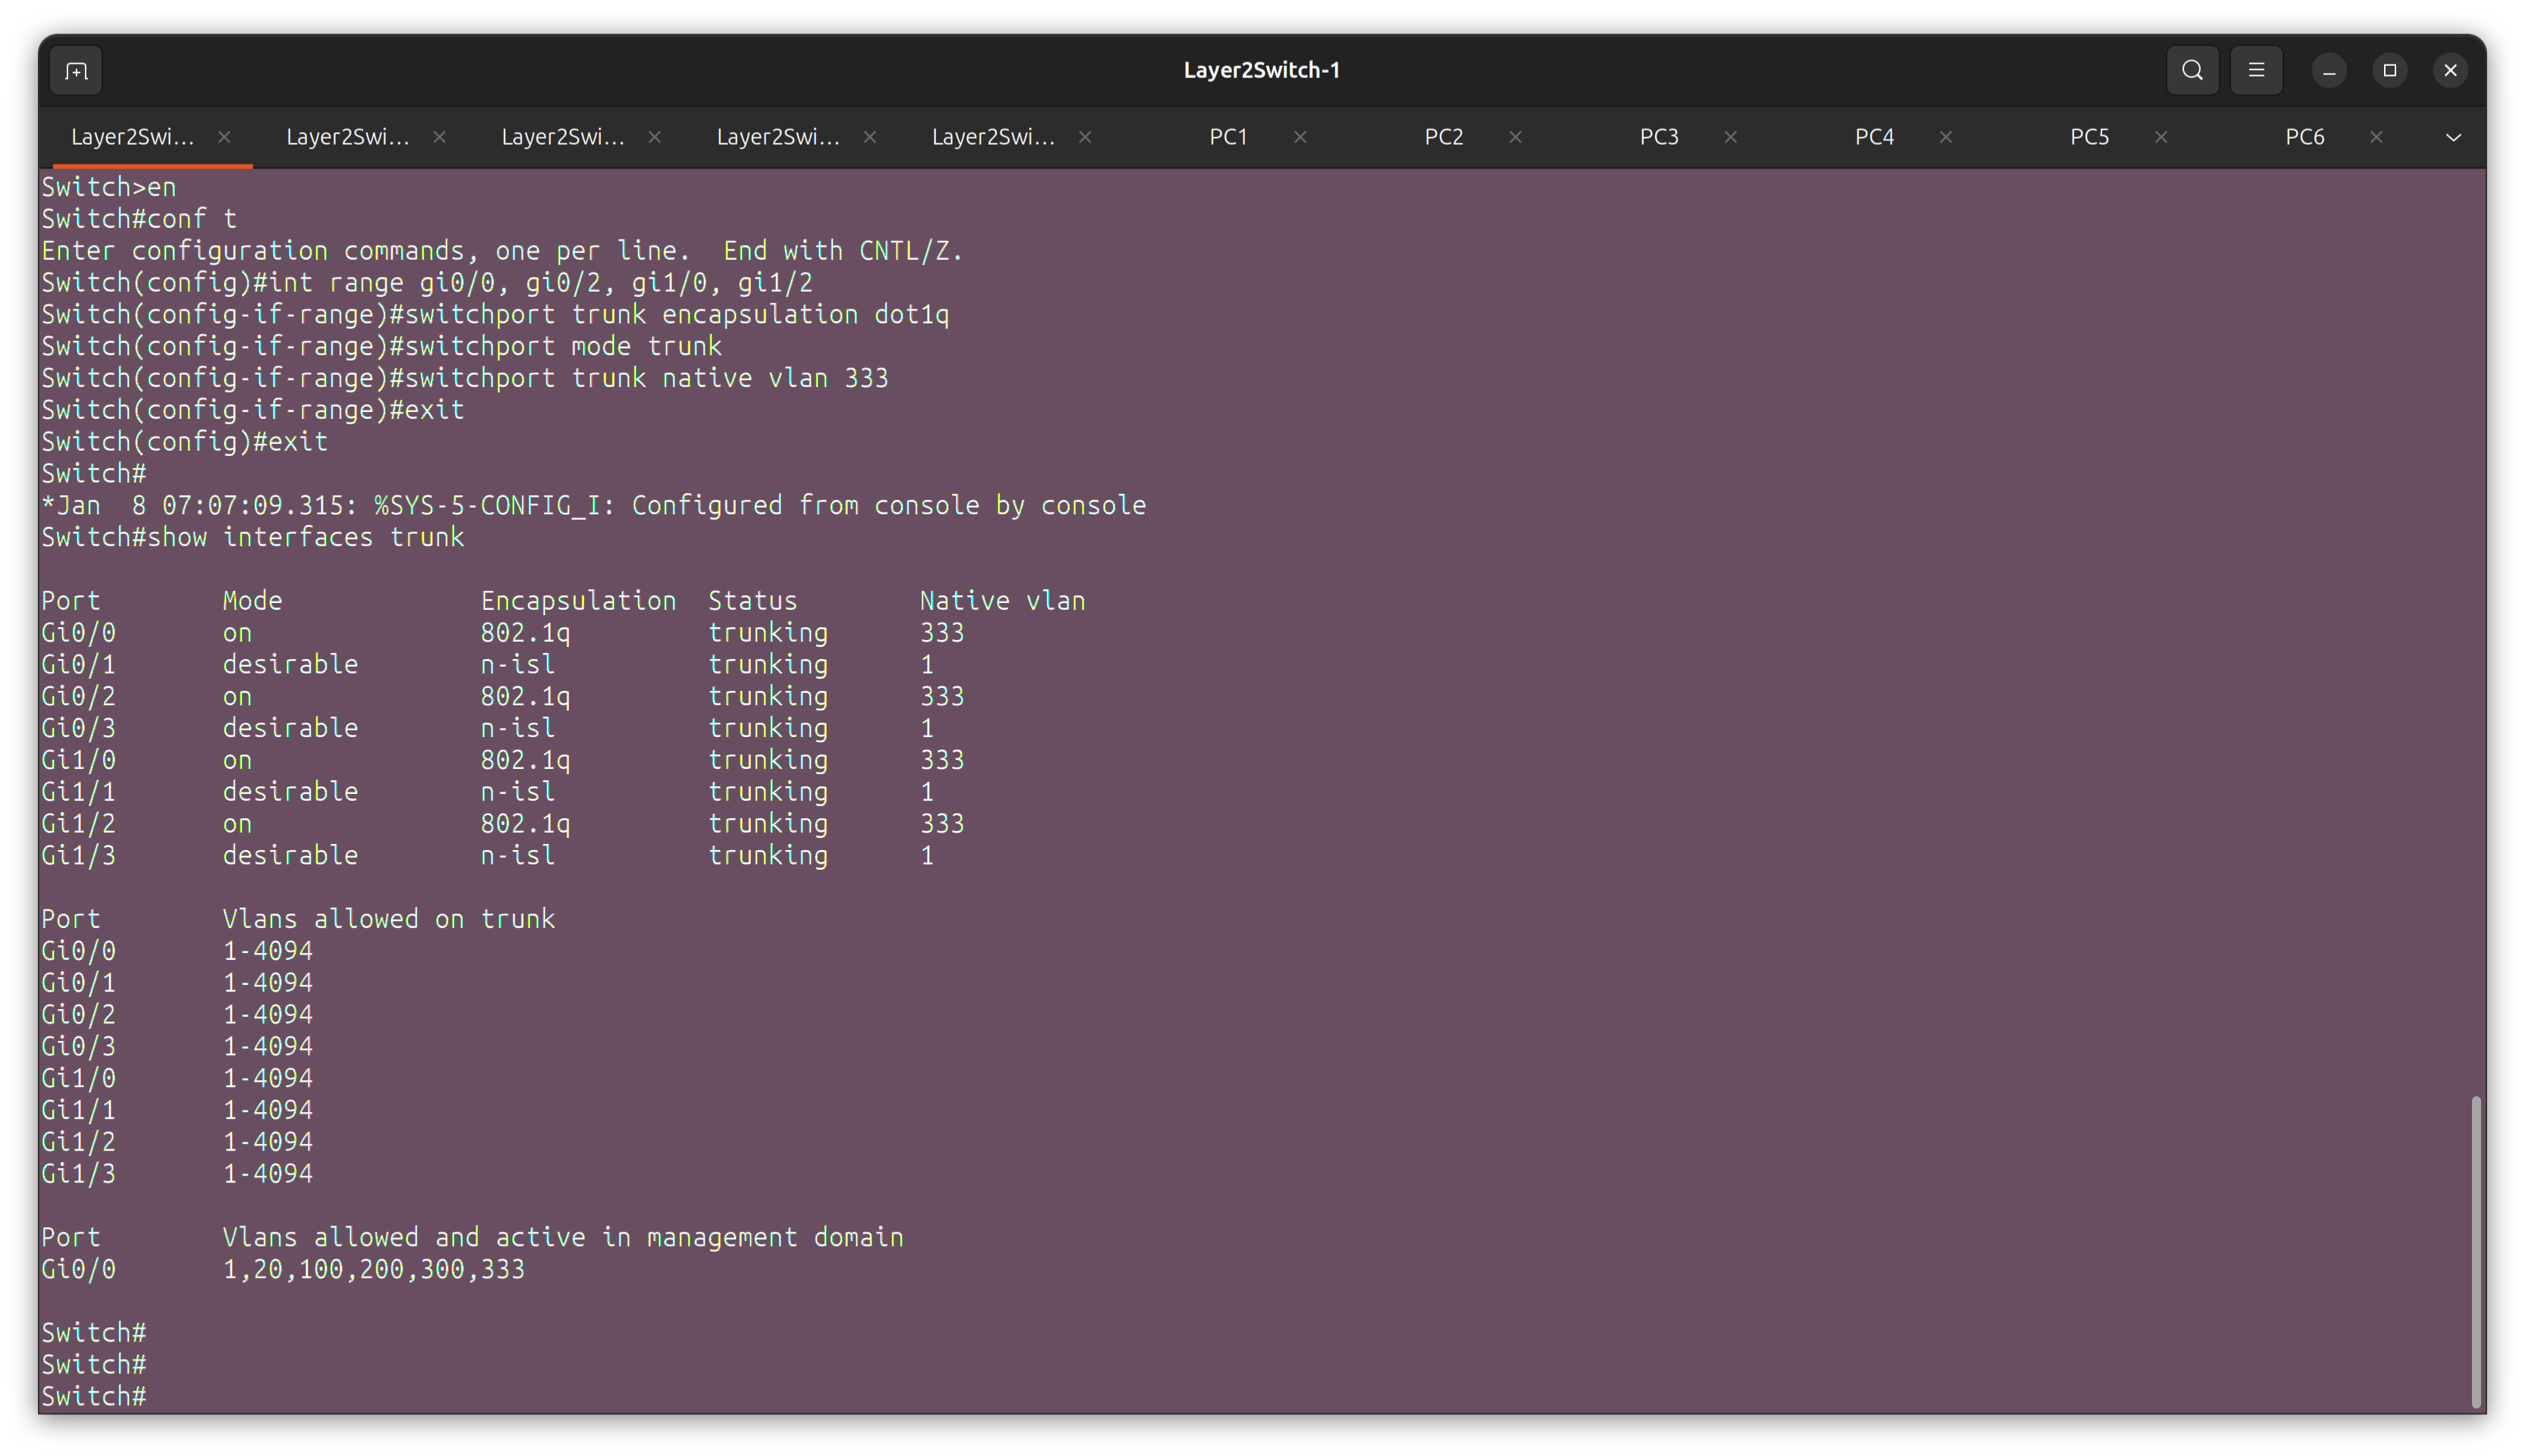 Layer2Switch-1
Layer2Swi... Layer2Swi... Layer2Swi... Layer2Swi... Layer2Swi... PC1 PC2 PC3 PC4 PC5 PC6
Switch>en
Switch#conf t
Enter configuration commands, one per line.  End with CNTL/Z.
Switch(config)#int range gi0/0, gi0/2, gi1/0, gi1/2
Switch(config-if-range)#switchport trunk encapsulation dot1q
Switch(config-if-range)#switchport mode trunk
Switch(config-if-range)#switchport trunk native vlan 333
Switch(config-if-range)#exit
Switch(config)#exit
Switch#
*Jan  8 07:07:09.315: %SYS-5-CONFIG_I: Configured from console by console
Switch#show interfaces trunk

Port        Mode             Encapsulation  Status        Native vlan
Gi0/0       on               802.1q         trunking      333
Gi0/1       desirable        n-isl          trunking      1
Gi0/2       on               802.1q         trunking      333
Gi0/3       desirable        n-isl          trunking      1
Gi1/0       on               802.1q         trunking      333
Gi1/1       desirable        n-isl          trunking      1
Gi1/2       on               802.1q         trunking      333
Gi1/3       desirable        n-isl          trunking      1

Port        Vlans allowed on trunk
Gi0/0       1-4094
Gi0/1       1-4094
Gi0/2       1-4094
Gi0/3       1-4094
Gi1/0       1-4094
Gi1/1       1-4094
Gi1/2       1-4094
Gi1/3       1-4094

Port        Vlans allowed and active in management domain
Gi0/0       1,20,100,200,300,333

Switch#
Switch#
Switch#